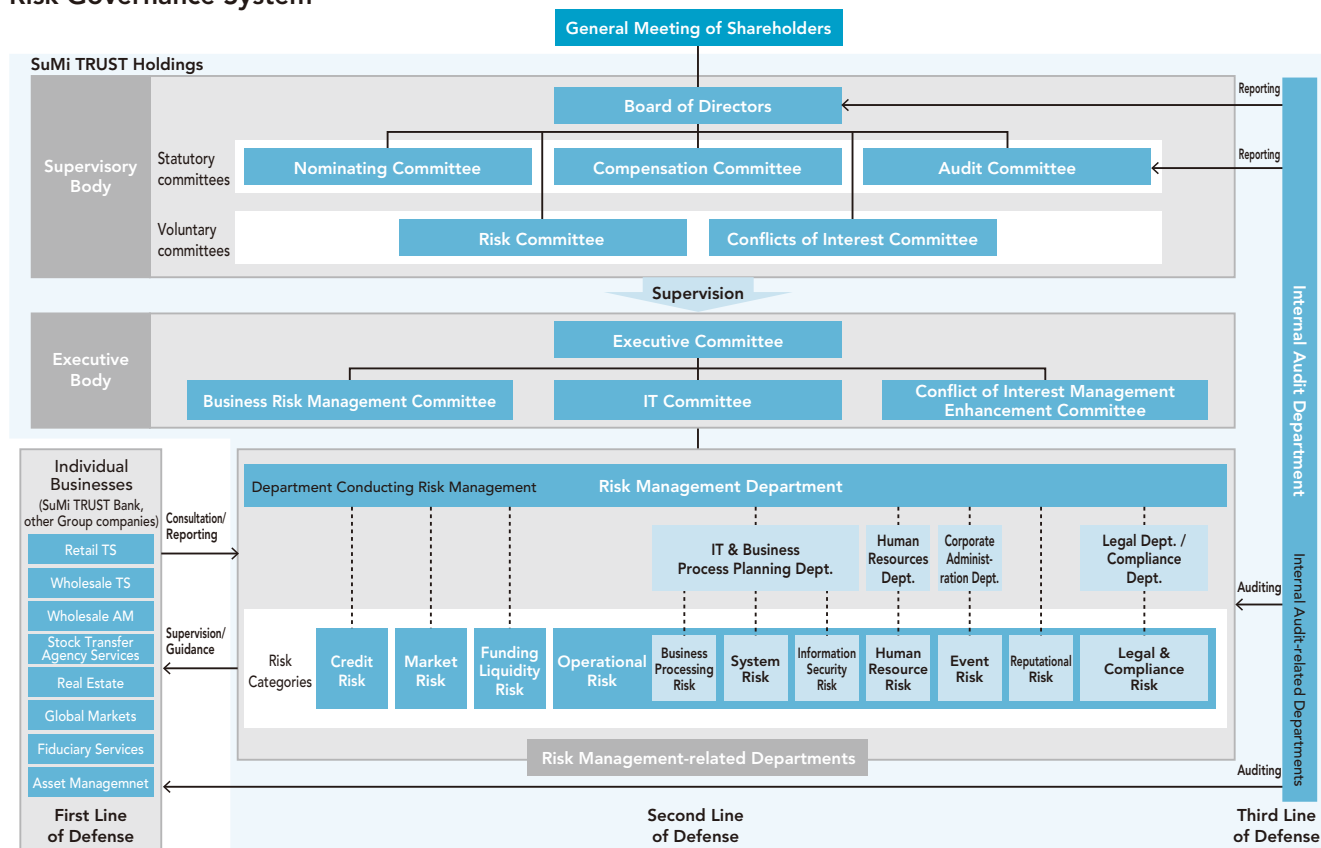 Risk Governance System
General Meeting of Shareholders
SuMi TRUST Holdings
Supervisory
Body
Board of Directors
Reporting
Statutory
committees
Nominating Committee
Compensation Committee
Audit Committee
Reporting
Voluntary
committees
Risk Committee
Conflicts of Interest Committee
Supervision
Executive
Body
Executive Committee
Business Risk Management Committee
IT Committee
Conflict of Interest Management
Enhancement Committee
Internal Audit Department
Internal Audit-related Departments
Individual
Businesses
(SuMi TRUST Bank,
other Group companies)
Retail TS
Wholesale TS
Wholesale AM
Stock Transfer
Agency Services
Real Estate
Global Markets
Fiduciary Services
Asset Managemnet
First Line
of Defense
Consultation/
Reporting
Supervision/
Guidance
Department Conducting Risk Management
Risk Management Department
IT & Business
Process Planning Dept.
Human
Resources
Dept.
Corporate
Administ-
ration Dept.
Legal Dept. /
Compliance
Dept.
Auditing
Risk
Categories
Credit
Risk
Market
Risk
Funding
Liquidity
Risk
Operational
Risk
Business
Processing
Risk
System
Risk
Information
Security
Risk
Human
Resource
Risk
Event
Risk
Reputational
Risk
Legal &
Compliance
Risk
Risk Management-related Departments
Auditing
Second Line
of Defense
Third Line
of Defense